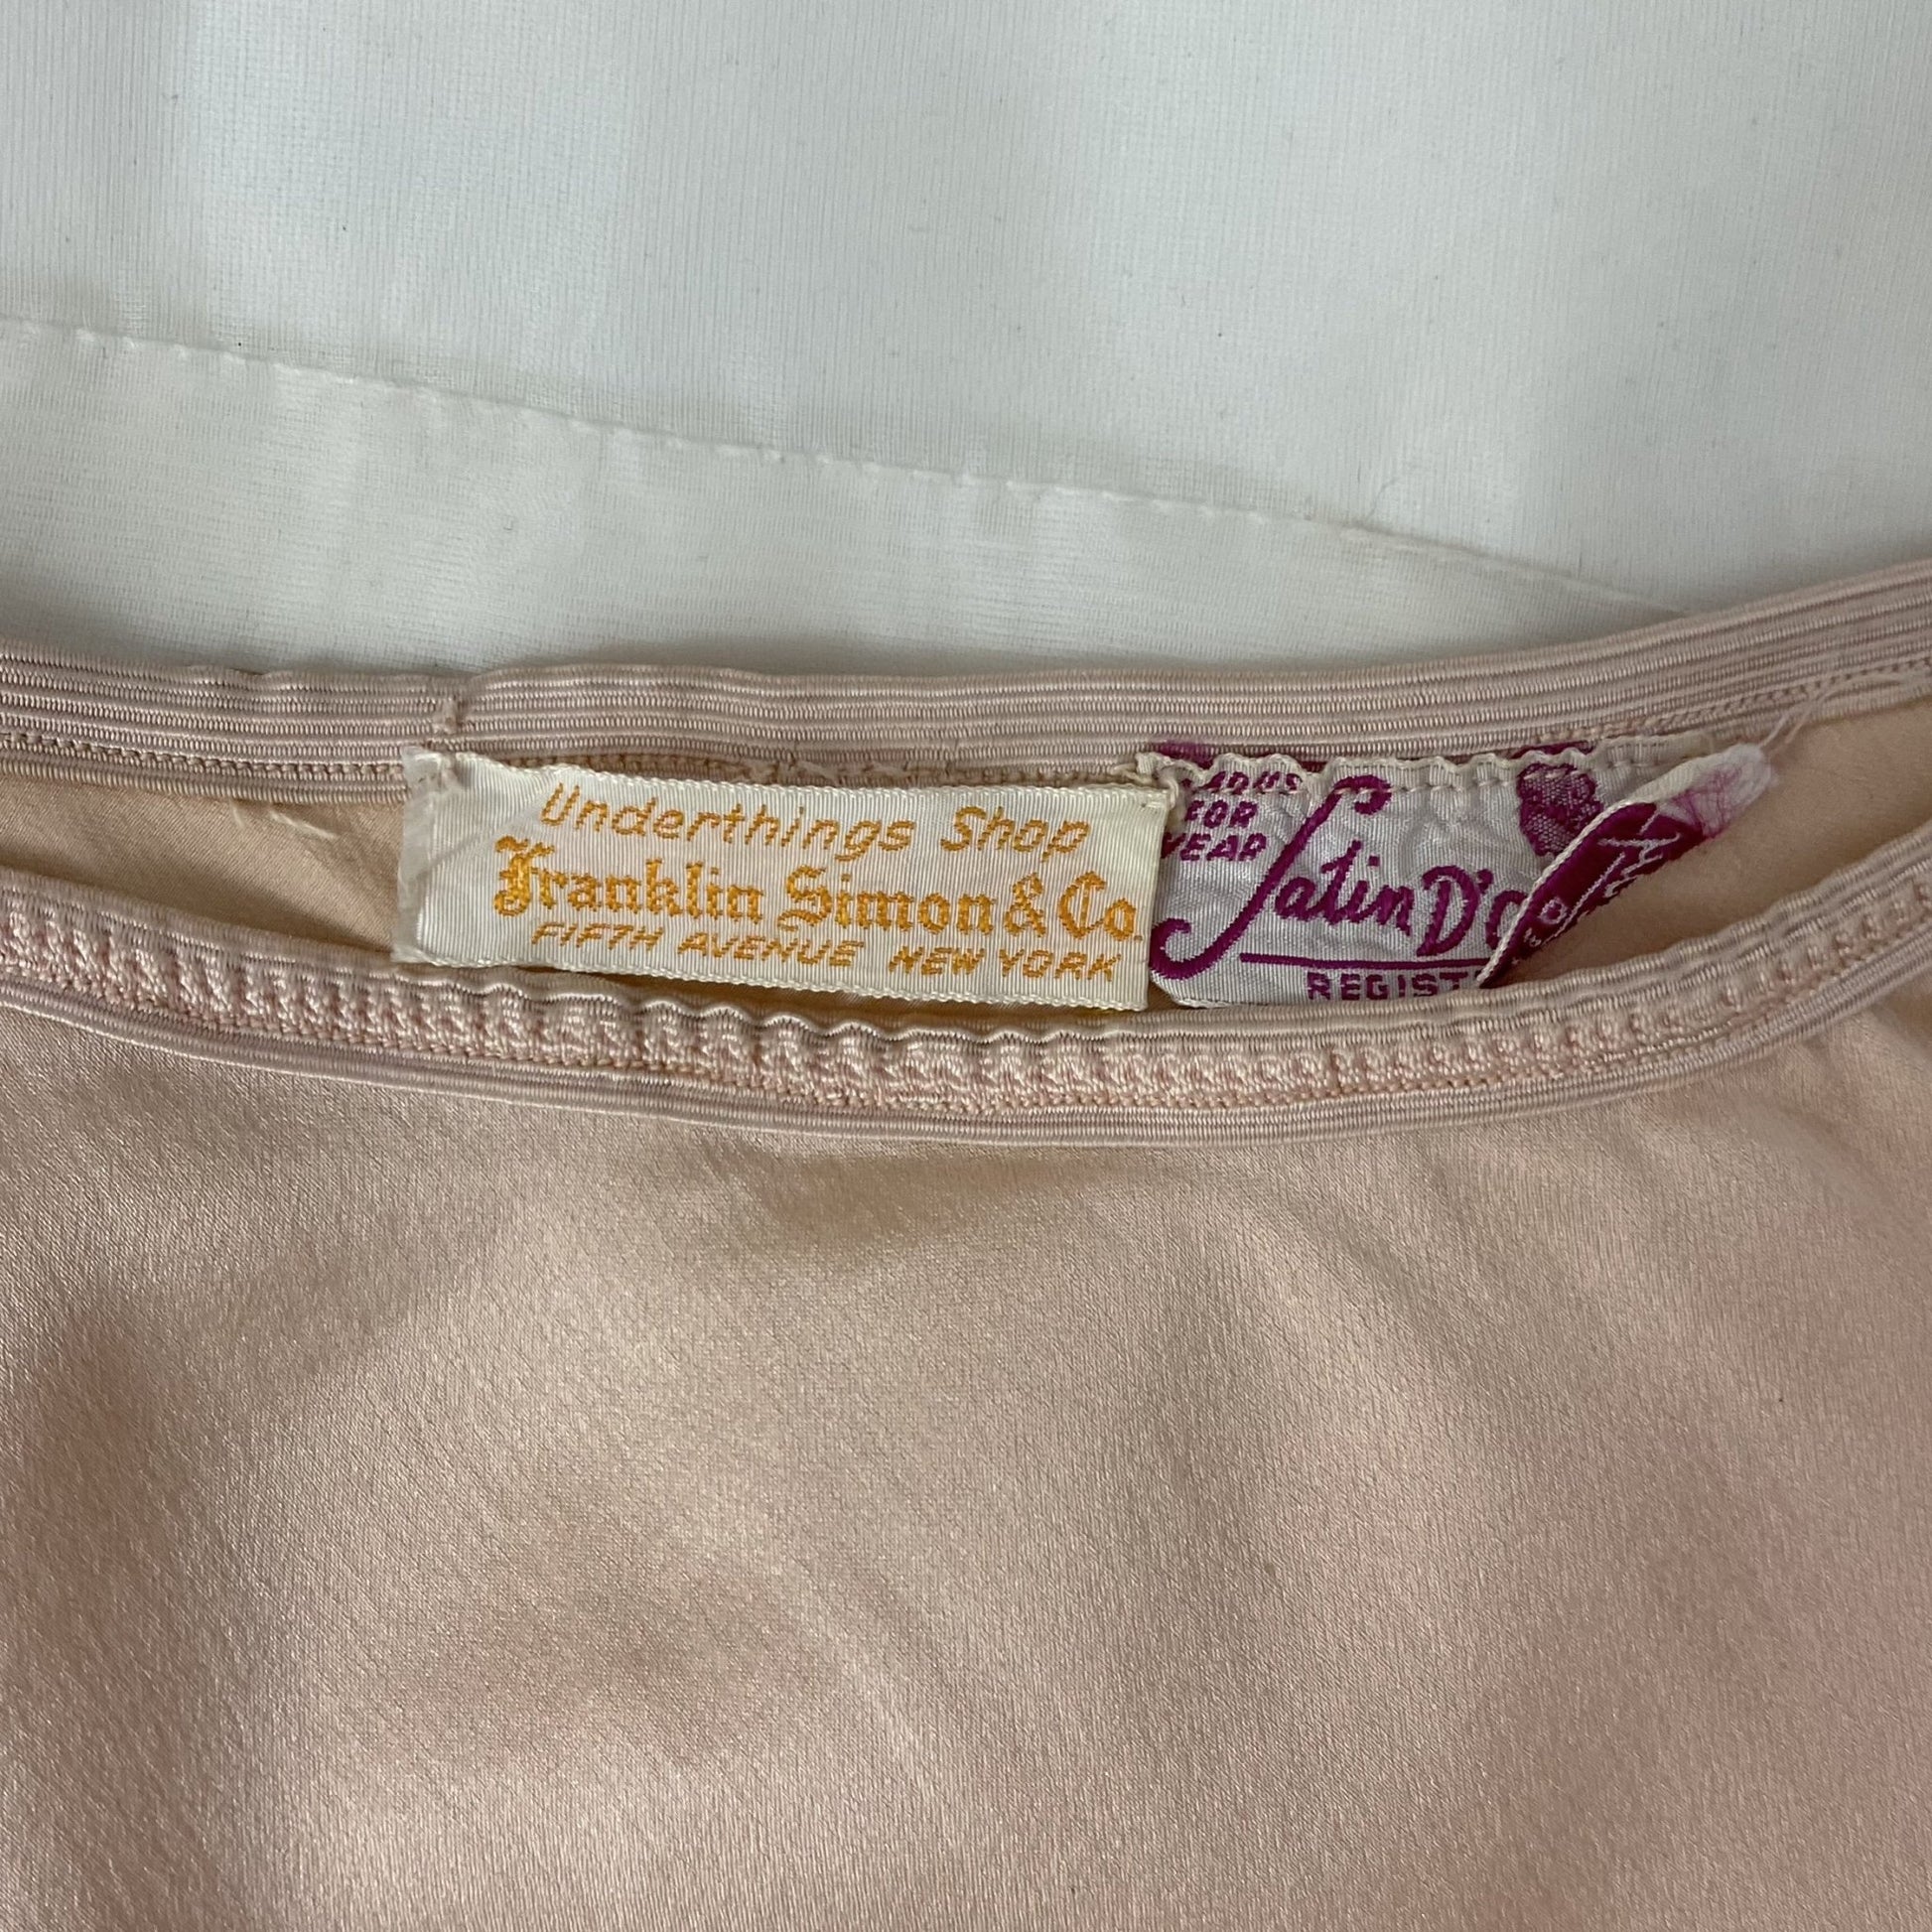 Underthings Shop
Franklin Simon & Co.
FIFTH AVENUE NEW YORK
FOR
WEAR
Satin
REGIST